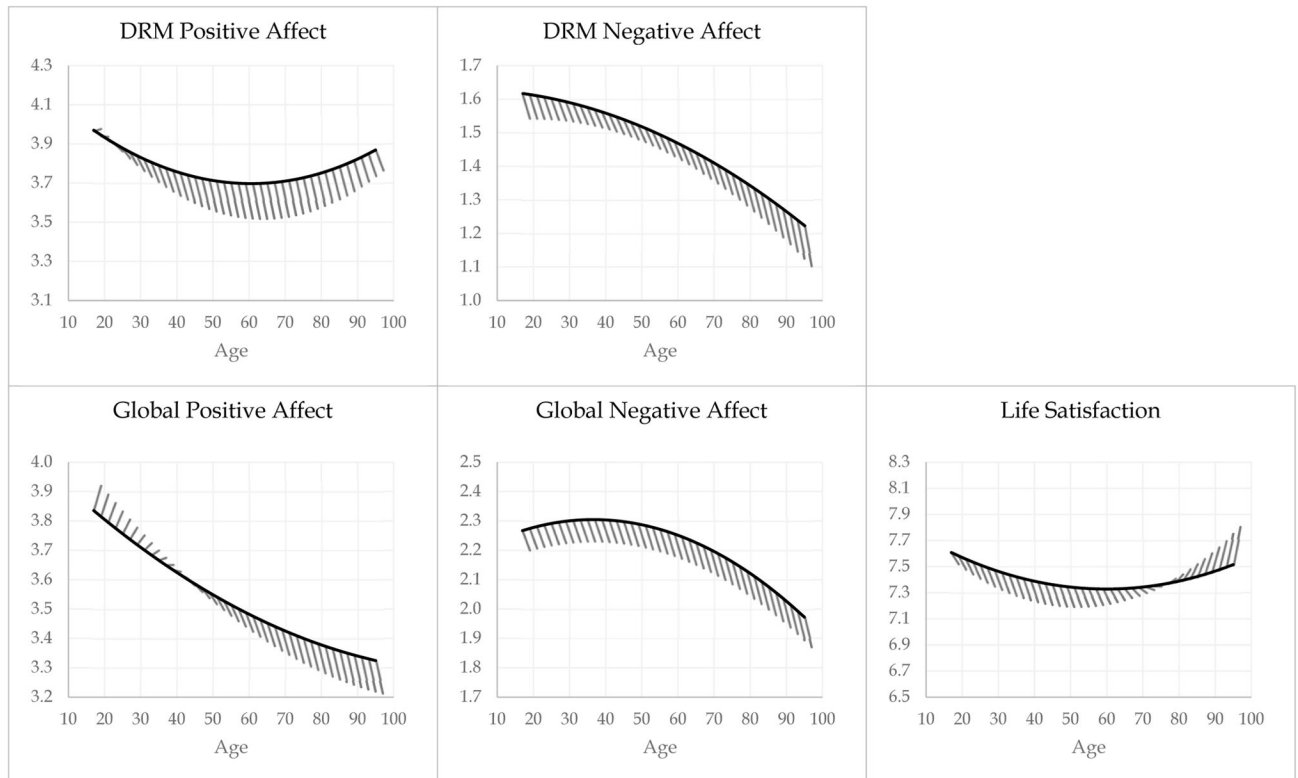 DRM Positive Affect
4.3
4.1
3.9
3.7
3.5
3.3
3.1
10 20 30 40 50 60 70 80 90 100
Age
DRM Negative Affect
1.7
1.6
1.5
1.4
1.3
1.2
1.1
1.0
10 20 30 40 50 60 70 80 90 100
Age
Global Positive Affect
4.0
3.9
3.8
3.7
3.6
3.5
3.4
3.3
3.2
10 20 30 40 50 60 70 80 90 100
Age
Global Negative Affect
2.5
2.4
2.3
2.2
2.1
2.0
1.9
1.8
1.7
10 20 30 40 50 60 70 80 90 100
Age
Life Satisfaction
8.3
8.1
7.9
7.7
7.5
7.3
7.1
6.9
6.7
6.5
10 20 30 40 50 60 70 80 90 100
Age